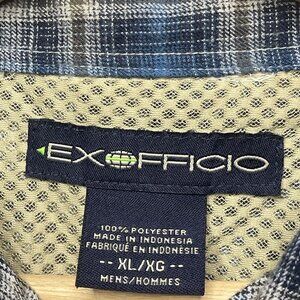 EXOFFICIO
100% POLYESTER
MADE IN INDONESIA
FABRIQUÉ EN INDONÉSIE
-- XL/XG --
MENS/HOMMES